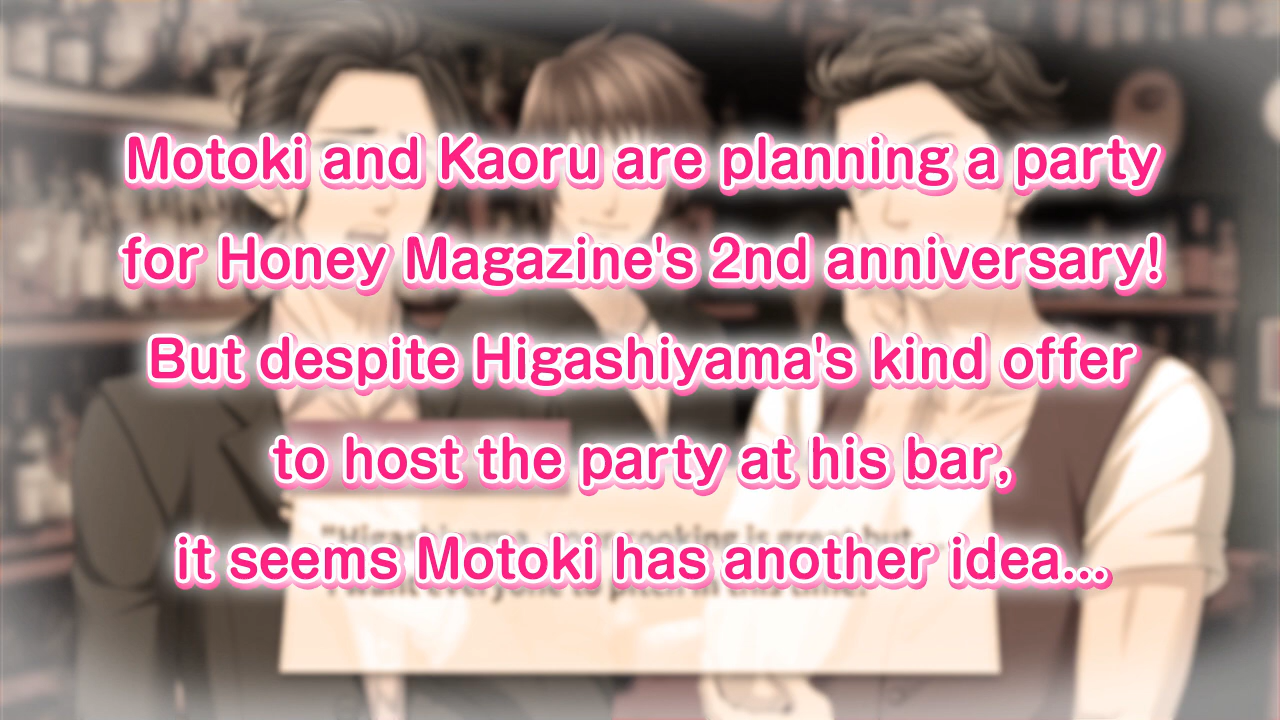 Motoki and Kaoru are planning a party
for Honey Magazine's 2nd anniversary!
But despite Higashiyama's kind offer
to host the party at his bar,
it seems Motoki has another idea...